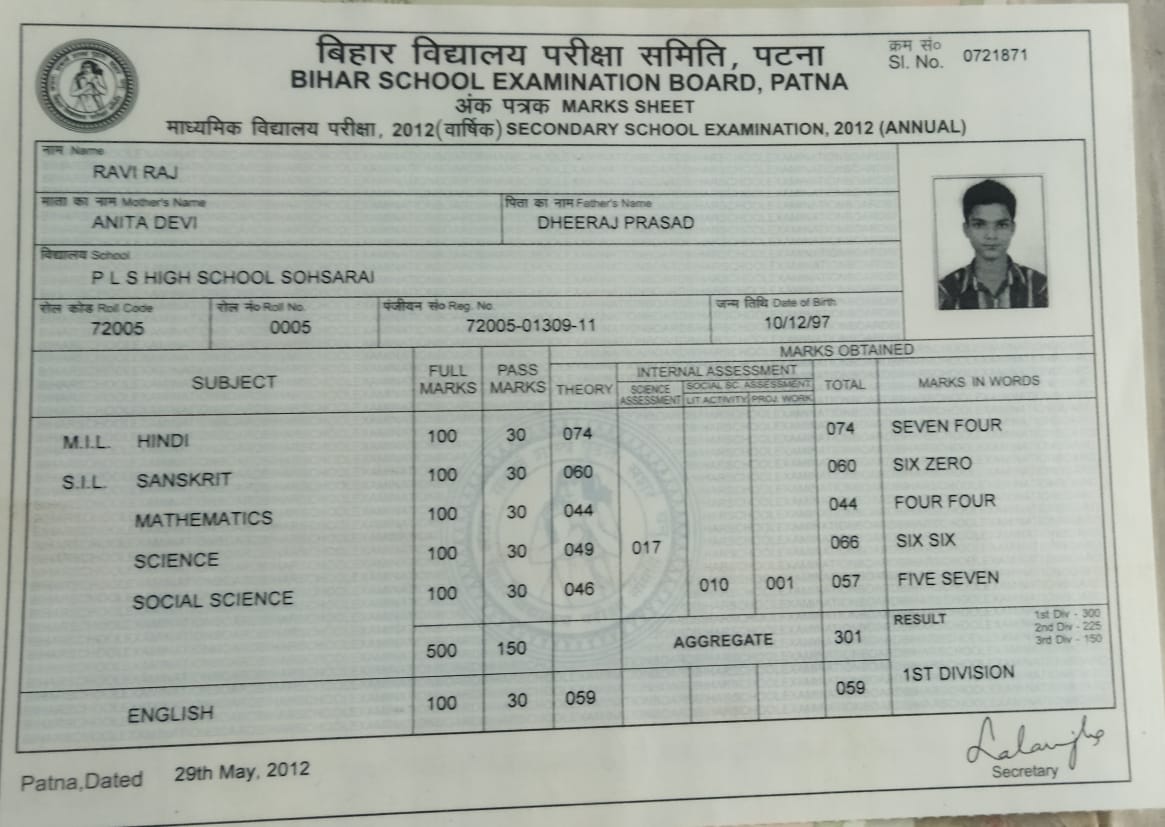 बिहार विद्यालय परीक्षा समिति, पटना
क्रम सं० Sl. No. 0721871
BIHAR SCHOOL EXAMINATION BOARD, PATNA
अंक पत्रक MARKS SHEET
माध्यमिक विद्यालय परीक्षा, 2012(वार्षिक) SECONDARY SCHOOL EXAMINATION, 2012 (ANNUAL)
नाम Name
RAVI RAJ
माता का नाम Mother's Name पिता का नाम Father's Name
ANITA DEVI DHEERAJ PRASAD
विद्यालय School
P L S HIGH SCHOOL SOHSARAI
रोल कोड Roll Code रोल नं० Roll No. पंजीयन सं० Reg. No. जन्म तिथि Date of Birth
72005 0005 72005-01309-11 10/12/97
MARKS OBTAINED
SUBJECT FULL MARKS PASS MARKS THEORY INTERNAL ASSESSMENT TOTAL MARKS IN WORDS
SCIENCE ASSESSMENT SOCIAL SC. ASSESSMENT
LIT ACTIVITY PROJ. WORK
M.I.L. HINDI 100 30 074 074 SEVEN FOUR
S.I.L. SANSKRIT 100 30 060 060 SIX ZERO
MATHEMATICS 100 30 044 044 FOUR FOUR
SCIENCE 100 30 049 017 066 SIX SIX
SOCIAL SCIENCE 100 30 046 010 001 057 FIVE SEVEN
500 150 AGGREGATE 301 RESULT
1st Div - 300
2nd Div - 225
3rd Div - 150
1ST DIVISION
ENGLISH 100 30 059 059
Patna,Dated 29th May, 2012
Secretary